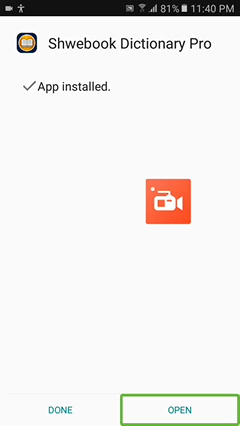 81% 11:40 PM
Shwebook Dictionary Pro
App installed.
DONE
OPEN